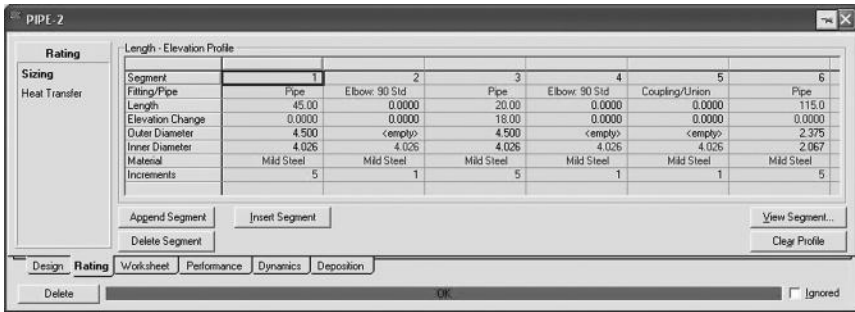 PIPE-2
Rating
Sizing
Heat Transfer
Length - Elevation Profile
Segment 1 2 3 4 5 6
Fitting/Pipe Pipe Elbow: 90 Std Pipe Elbow: 90 Std Coupling/Union Pipe
Length 45.00 0.0000 20.00 0.0000 0.0000 115.0
Elevation Change 0.0000 0.0000 18.00 0.0000 0.0000 0.0000
Outer Diameter 4.500 <empty> 4.500 <empty> <empty> 2.375
Inner Diameter 4.026 4.026 4.026 4.026 4.026 2.067
Material Mild Steel Mild Steel Mild Steel Mild Steel Mild Steel Mild Steel
Increments 5 1 5 1 1 5
Append Segment Insert Segment View Segment...
Delete Segment Clear Profile
Design Rating Worksheet Performance Dynamics Deposition
Delete OK Ignored